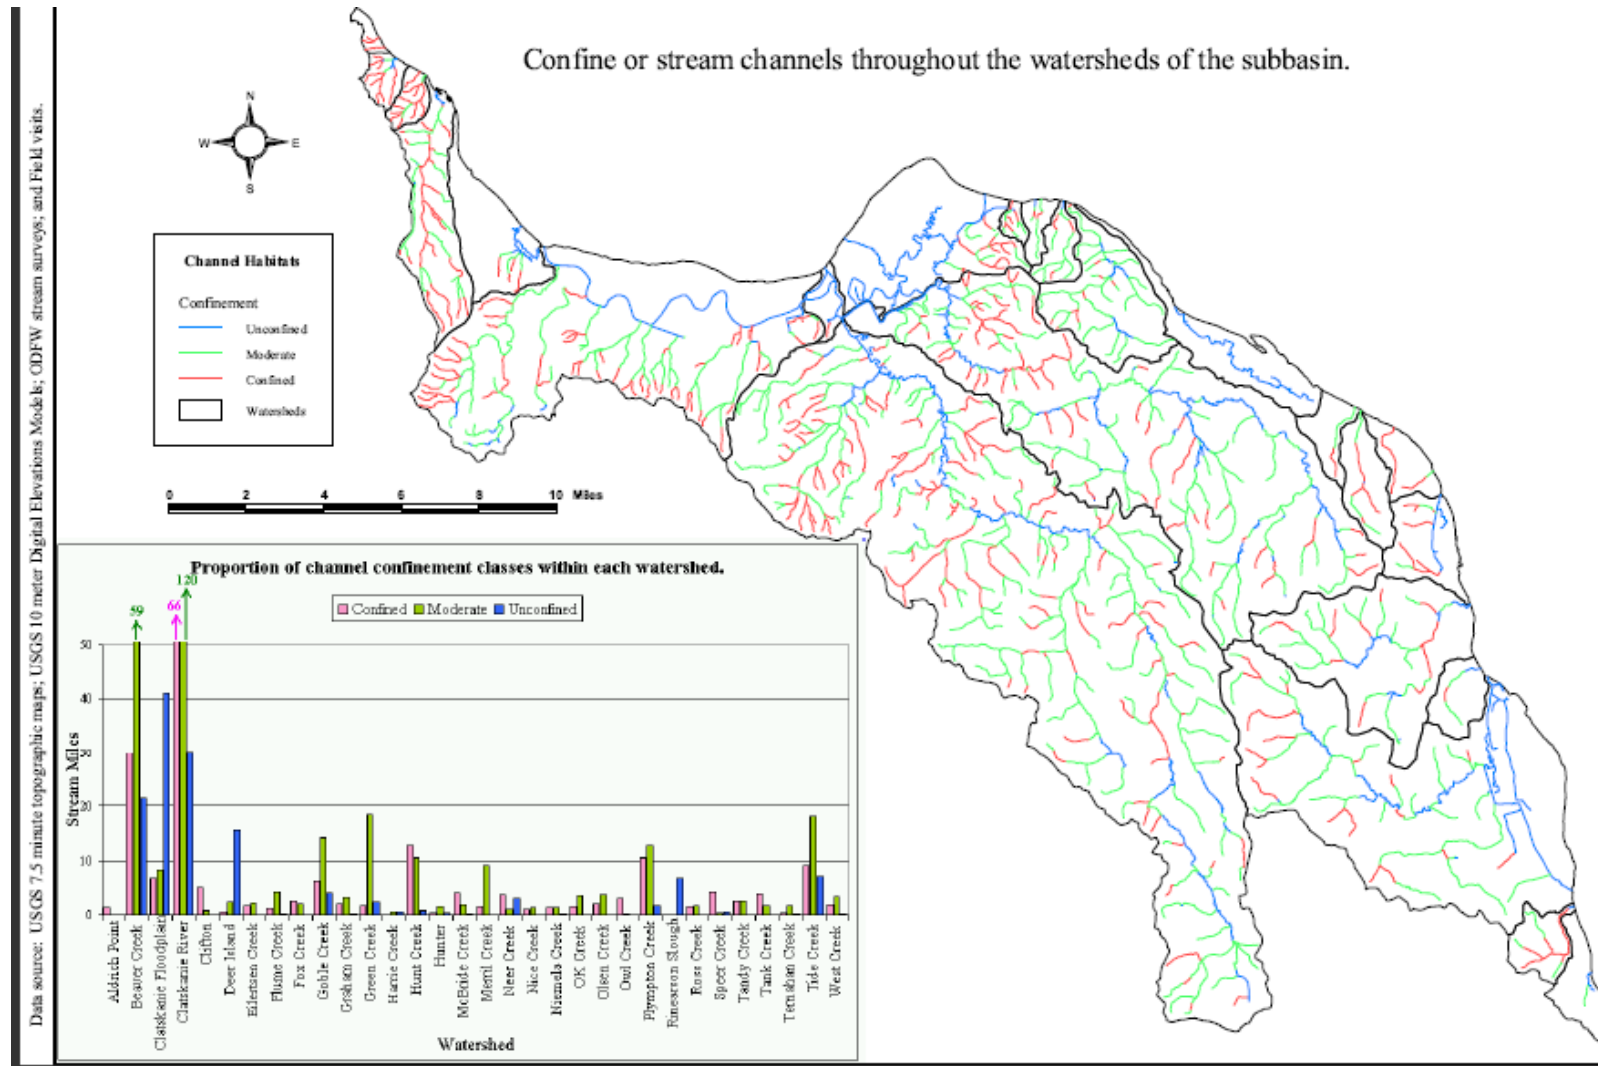 Confine or stream channels throughout the watersheds of the subbasin.
N
W
E
S
Channel Habitats
Confinement
Unconfined
Moderate
Confined
Watersheds
0 2 4 6 8 10 Miles
Data source: USGS 7.5 minute topographic maps; USGS 10 meter Digital Elevations Models; ODFW stream surveys; and Field visits.
Proportion of channel confinement classes within each watershed.
59
66
120
Confined Moderate Unconfined
Stream Miles
50
40
30
20
10
0
Aldrich Point
Beaver Creek
Clatskanie Floodplain
Clatskanie River
Clifton
Deer Island
Eilertsen Creek
Flume Creek
Fox Creek
Goble Creek
Graham Creek
Green Creek
Harrie Creek
Hunt Creek
Hunter
McBride Creek
Merril Creek
Neer Creek
Nice Creek
Niemela Creek
OK Creek
Olsen Creek
Owl Creek
Plympton Creek
Rinearson Slough
Ross Creek
Speer Creek
Tandy Creek
Tank Creek
Ternahan Creek
Tide Creek
West Creek
Watershed